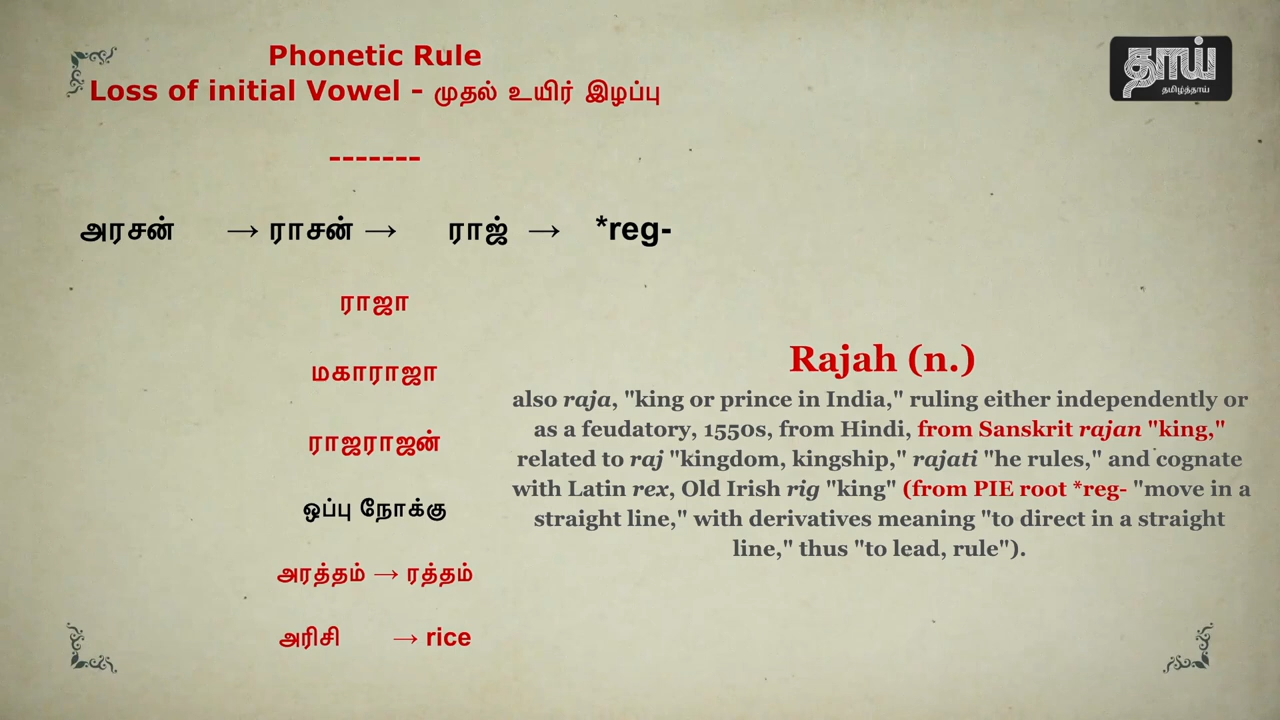 Phonetic Rule
Loss of initial Vowel - முதல் உயிர் இழப்பு
-------
அரசன் → ராசன் → ராஜ் → *reg-
ராஜா
மகாராஜா
ராஜராஜன்
ஒப்பு நோக்கு
அரத்தம் → ரத்தம்
அரிசி → rice
தாய்
தமிழ்த்தாய்
Rajah (n.)
also raja, "king or prince in India," ruling either independently or
as a feudatory, 1550s, from Hindi, from Sanskrit rajan "king,"
related to raj "kingdom, kingship," rajati "he rules," and cognate
with Latin rex, Old Irish rig "king" (from PIE root *reg- "move in a
straight line," with derivatives meaning "to direct in a straight
line," thus "to lead, rule").